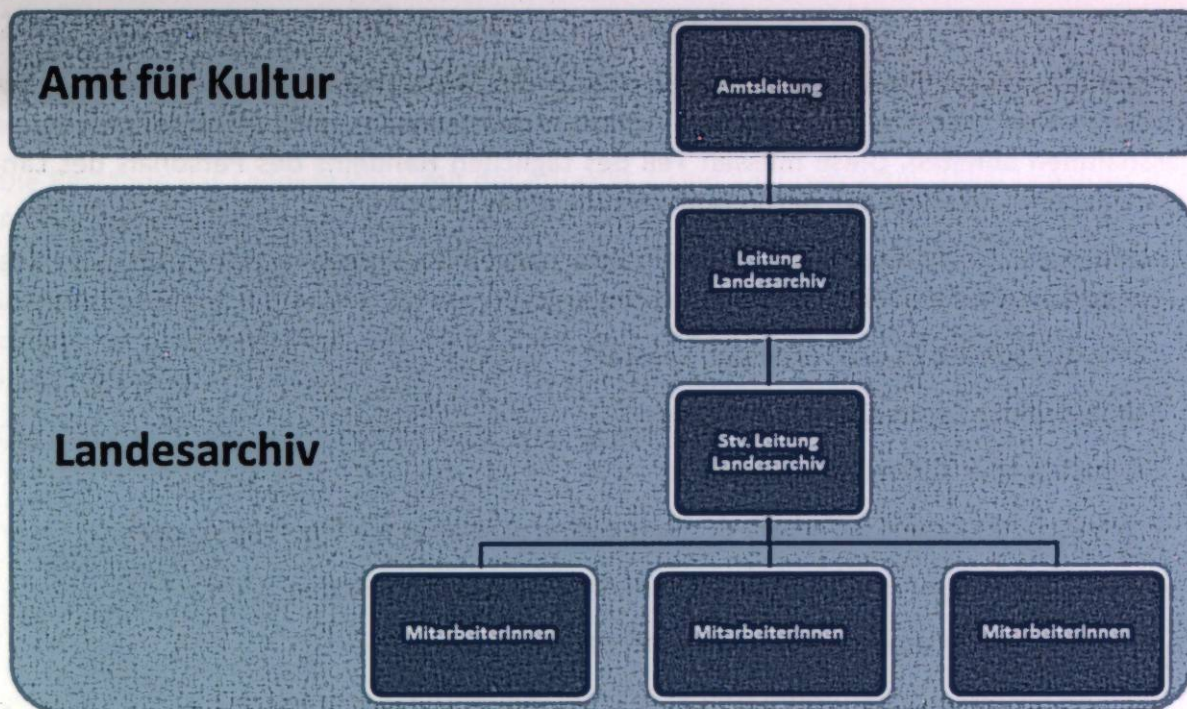 Amt für Kultur
Amtsleitung
Leitung
Landesarchiv
Landesarchiv
Stv. Leitung
Landesarchiv
MitarbeiterInnen
MitarbeiterInnen
MitarbeiterInnen